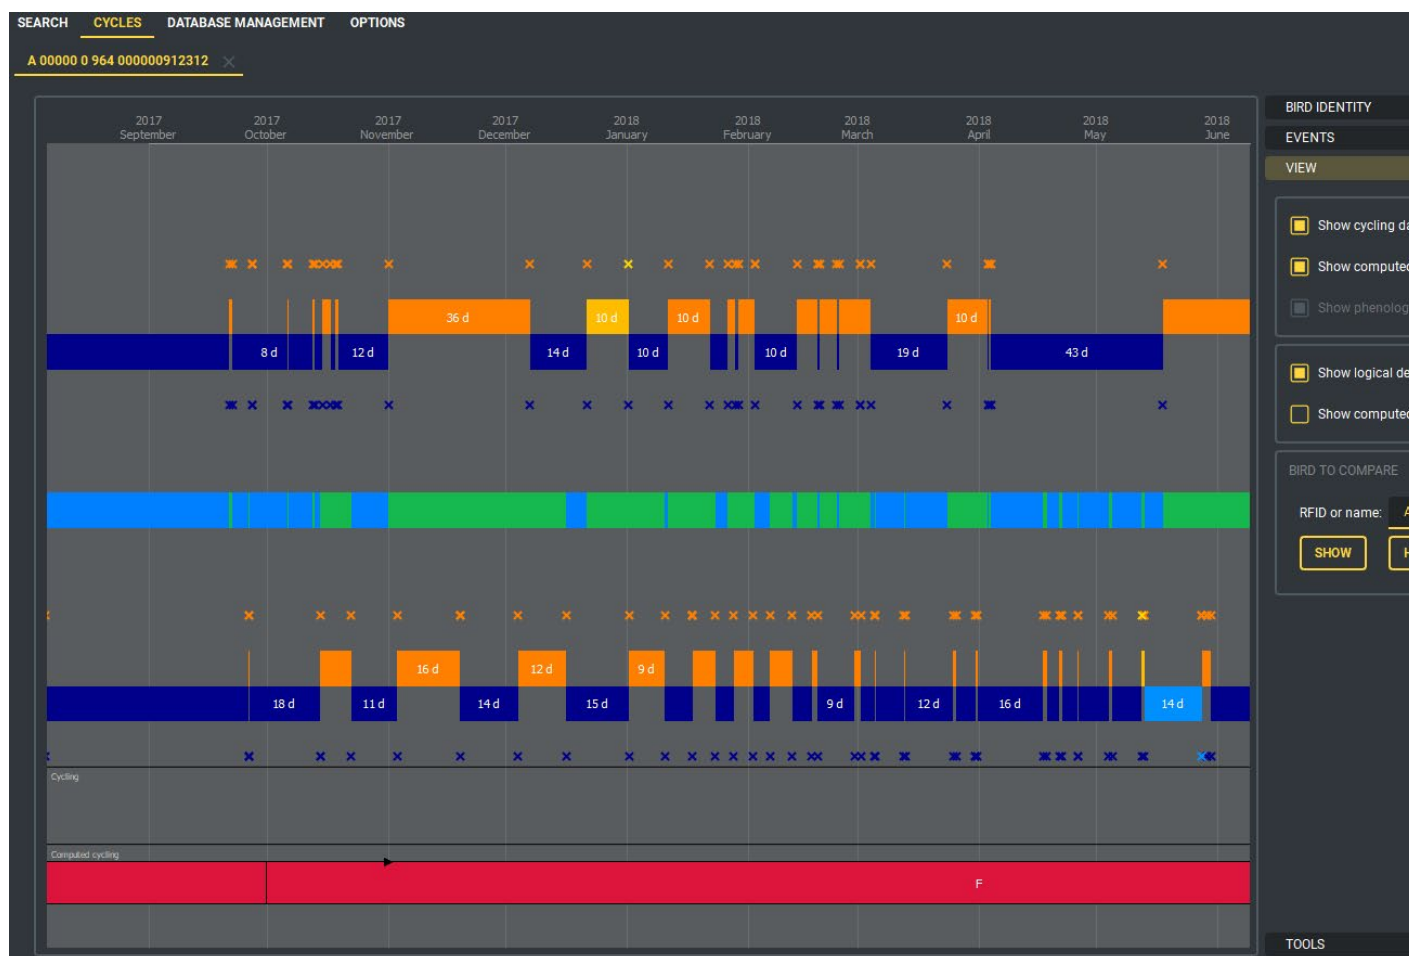 SEARCH CYCLES DATABASE MANAGEMENT OPTIONS
A 00000 0 964 000000912312
2017 2017 2017 2017 2018 2018 2018 2018 2018 2018
September October November December January February March April May June
36 d 10 d 10 d 10 d
8 d 12 d 14 d 10 d 10 d 19 d 43 d
16 d 12 d 9 d
18 d 11 d 14 d 15 d 9 d 12 d 16 d 14 d
Cycling
Computed cycling
F
BIRD IDENTITY
EVENTS
VIEW
Show cycling da
Show computed
Show phenolog
Show logical de
Show computed
BIRD TO COMPARE
RFID or name: A
SHOW H
TOOLS